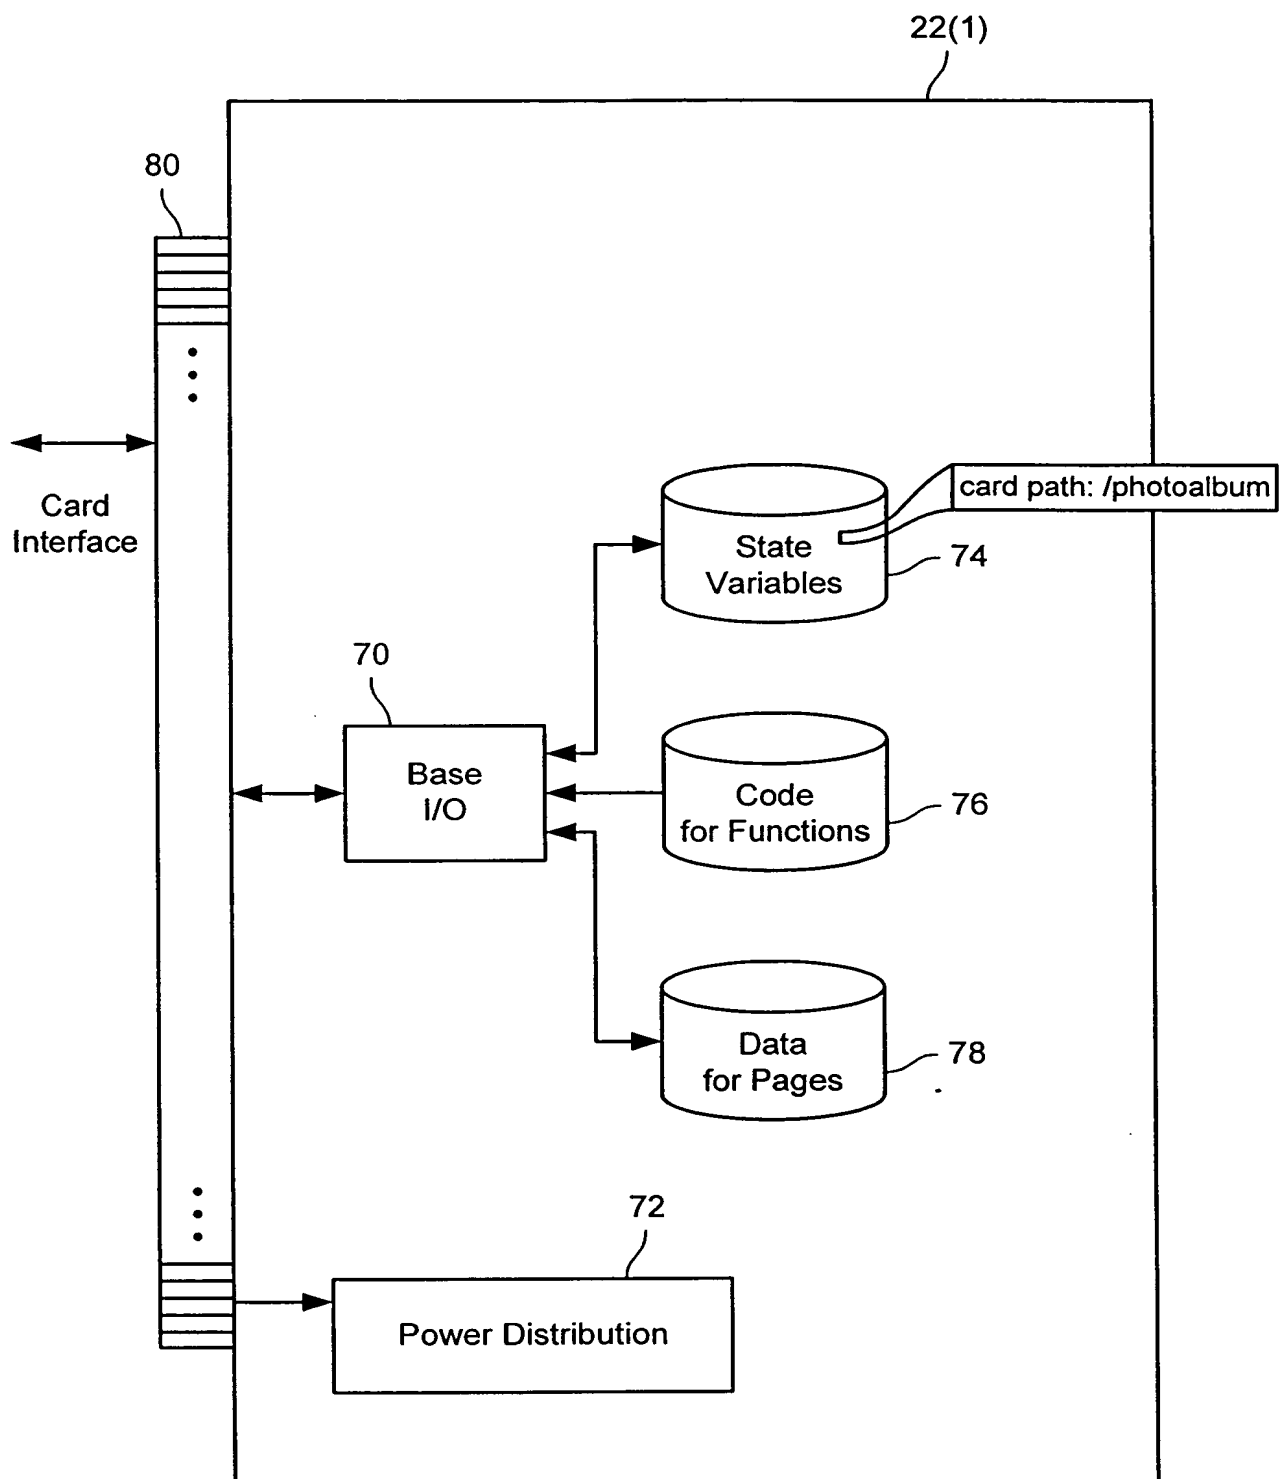 22(1)
80
Card
Interface
card path: /photoalbum
State
Variables
74
70
Base
I/O
Code
for Functions
76
Data
for Pages
78
72
Power Distribution